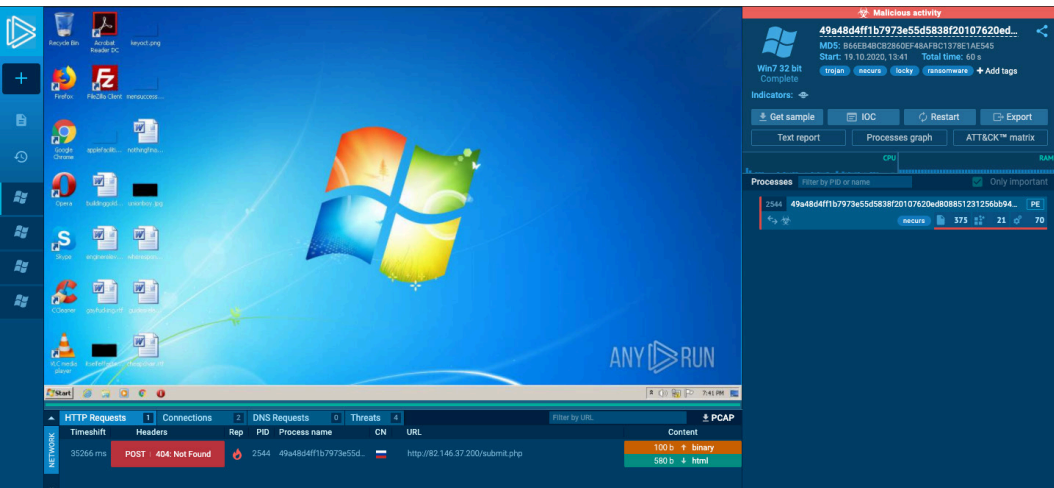 Malicious activity
49a48d4ff1b7973e55d5838f20107620ed...
MD5: B66EB4BCB2860EF48AFBC1378E1AE545
Start: 19.10.2020, 13:41 Total time: 60 s
Win7 32 bit
Complete
trojan necurs locky ransomware + Add tags
Indicators:
Get sample IOC Restart Export
Text report Processes graph ATT&CK™ matrix
CPU RAM
Processes Filter by PID or name Only important
2544 49a48d4ff1b7973e55d5838f20107620ed808851231256bb94... PE
necurs 375 21 70
Recycle Bin Acrobat Reader DC keyoct.png
Firefox FileZilla Client mensuccess...
Google Chrome applefaciliti... nothingfina...
Opera buildinggold... unionbox.jpg
Skype
CCleaner
VLC media player
ANY RUN
Start 7:41 PM
HTTP Requests 1 Connections 2 DNS Requests 0 Threats 4 Filter by URL PCAP
NETWORK
Timeshift Headers Rep PID Process name CN URL Content
35266 ms POST 404: Not Found 2544 49a48d4ff1b7973e55d... http://82.146.37.200/submit.php 100 b binary
580 b html